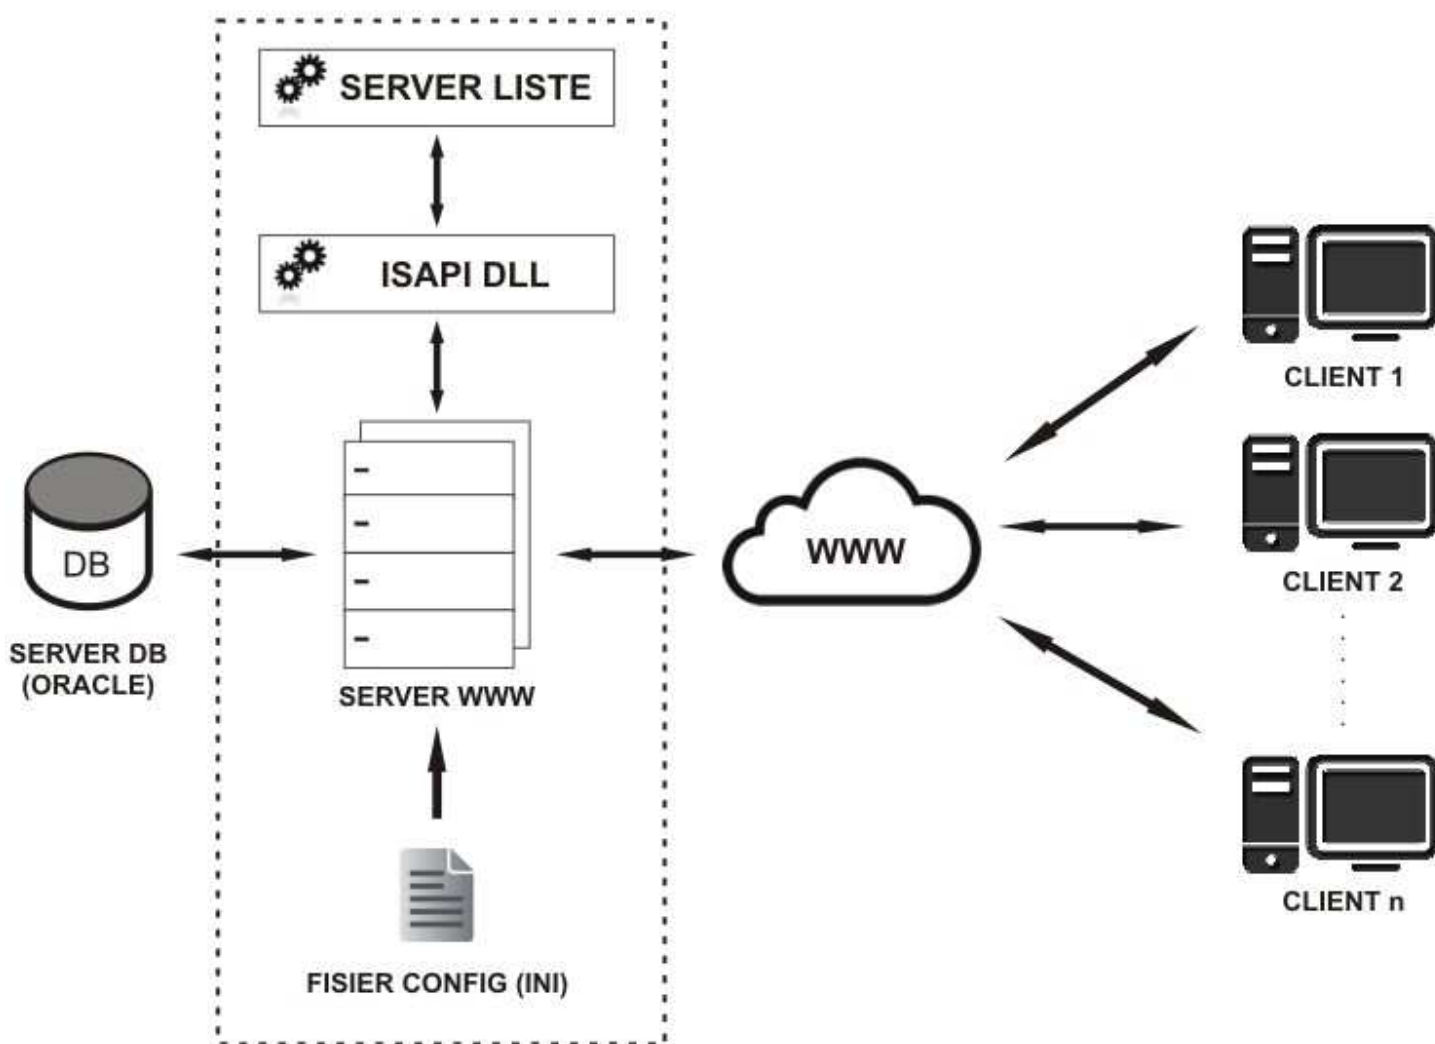 SERVER LISTE
ISAPI DLL
CLIENT 1
DB
WWW
CLIENT 2
SERVER DB
(ORACLE)
SERVER WWW
CLIENT n
FISIER CONFIG (INI)